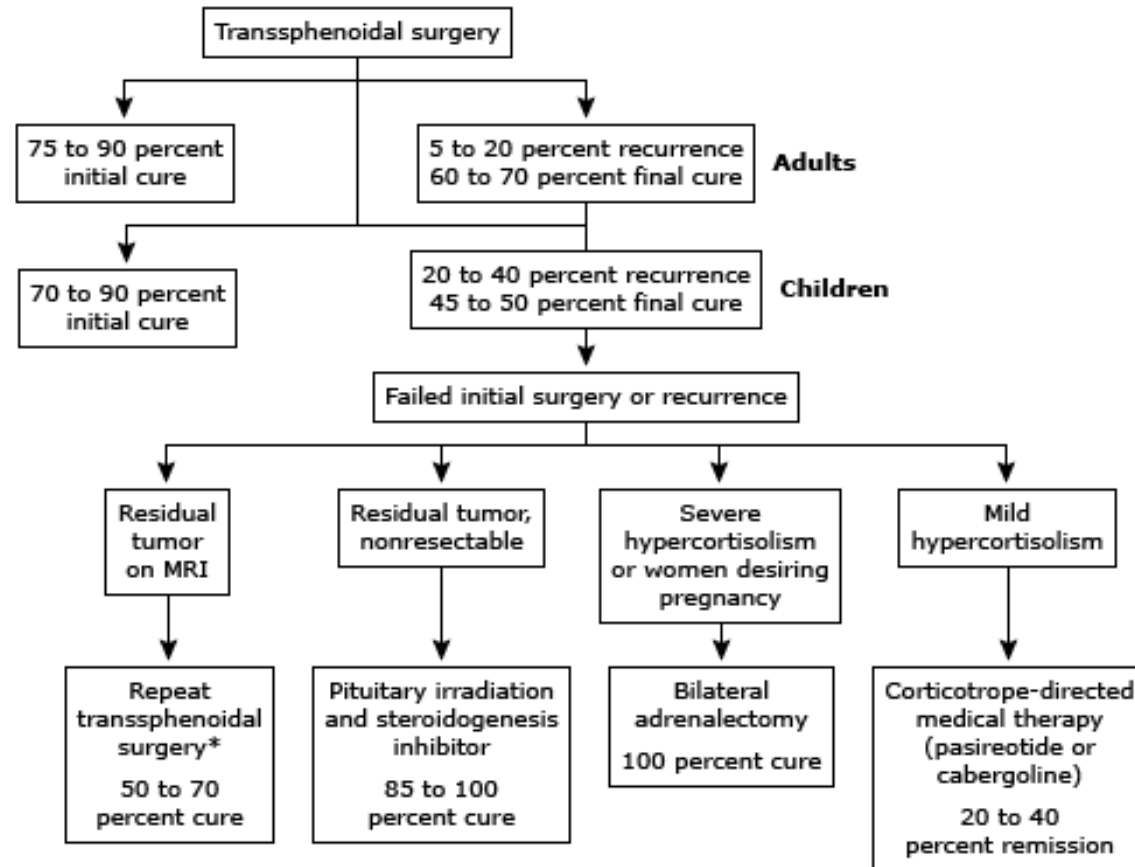 Transsphenoidal surgery
75 to 90 percent
initial cure
5 to 20 percent recurrence
60 to 70 percent final cure
Adults
70 to 90 percent
initial cure
20 to 40 percent recurrence
45 to 50 percent final cure
Children
Failed initial surgery or recurrence
Residual
tumor
on MRI
Residual tumor,
nonresectable
Severe
hypercortisolism
or women desiring
pregnancy
Mild
hypercortisolism
Repeat
transsphenoidal
surgery*
50 to 70
percent cure
Pituitary irradiation
and steroidogenesis
inhibitor
85 to 100
percent cure
Bilateral
adrenalectomy
100 percent cure
Corticotrope-directed
medical therapy
(pasireotide or
cabergoline)
20 to 40
percent remission